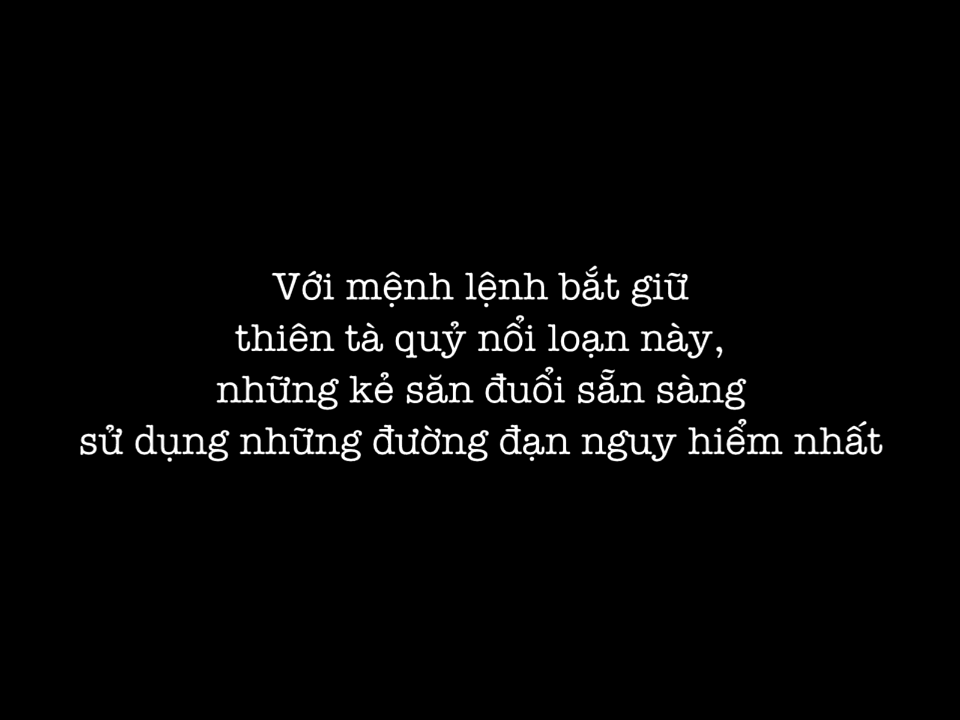 Với mệnh lệnh bắt giữ
thiên tà quỷ nổi loạn này,
những kẻ săn đuổi sẵn sàng
sử dụng những đường đạn nguy hiểm nhất